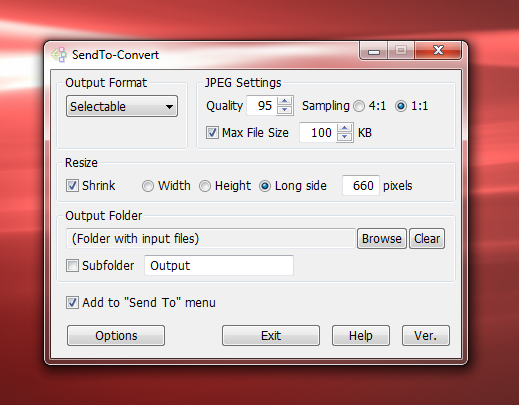 SendTo-Convert
Output Format
Selectable
JPEG Settings
Quality 95 Sampling 4:1 1:1
Max File Size 100 KB
Resize
Shrink Width Height Long side 660 pixels
Output Folder
(Folder with input files) Browse Clear
Subfolder Output
Add to "Send To" menu
Options Exit Help Ver.